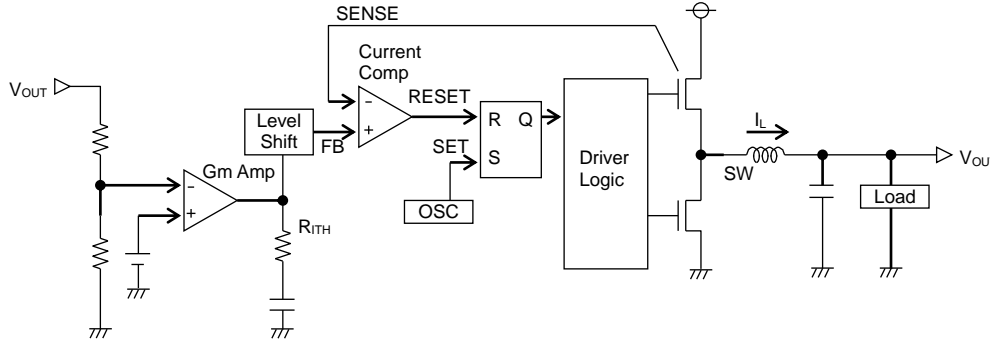 SENSE
Current
Comp
VOUT
RESET
Level
Shift
FB
R Q
S
SET
OSC
Gm Amp
RITH
Driver
Logic
IL
SW
VOU
Load
-
+
-
+